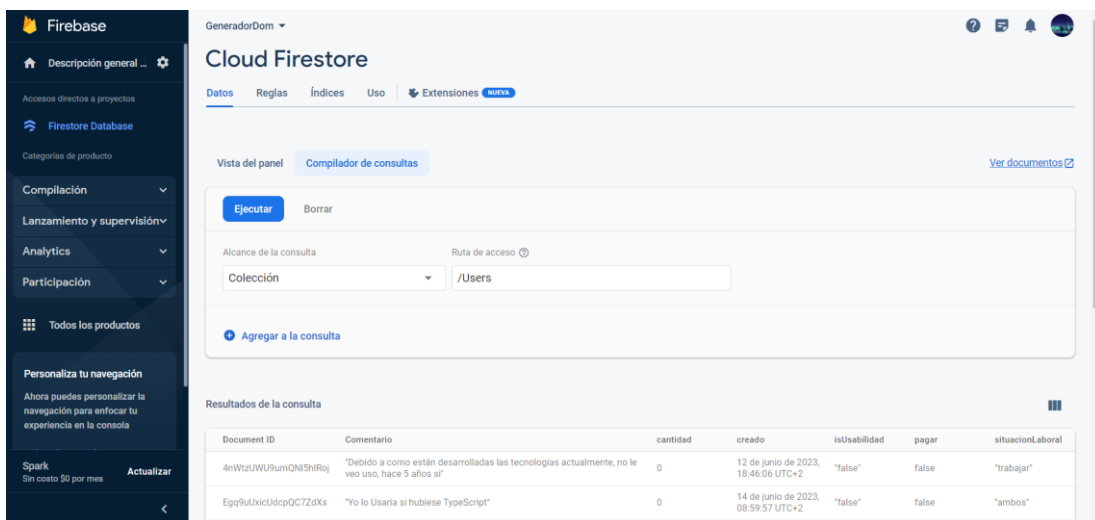 Firebase
Descripción general ...
Accesos directos a proyectos
Firestore Database
Categorías de producto
Compilación
Lanzamiento y supervisión
Analytics
Participación
Todos los productos
Personaliza tu navegación
Ahora puedes personalizar la
navegación para enfocar tu
experiencia en la consola
Spark
Sin costo $0 por mes
Actualizar
GeneradorDom
Cloud Firestore
Datos Reglas Índices Uso Extensiones NUEVA
Vista del panel Compilador de consultas Ver documentos
Ejecutar Borrar
Alcance de la consulta Ruta de acceso
Colección /Users
Agregar a la consulta
Resultados de la consulta
Document ID Comentario cantidad creado isUsabilidad pagar situacionLaboral
4nWtzUWU9umQNI5hIRoj "Debido a como están desarrolladas las tecnologías actualmente, no le veo uso, hace 5 años si" 0 12 de junio de 2023, 18:46:06 UTC+2 "false" false "trabajar"
Egq9uUxicUdcpQC7ZdXs "Yo lo Usaría si hubiese TypeScript" 0 14 de junio de 2023, 08:59:57 UTC+2 "false" false "ambos"